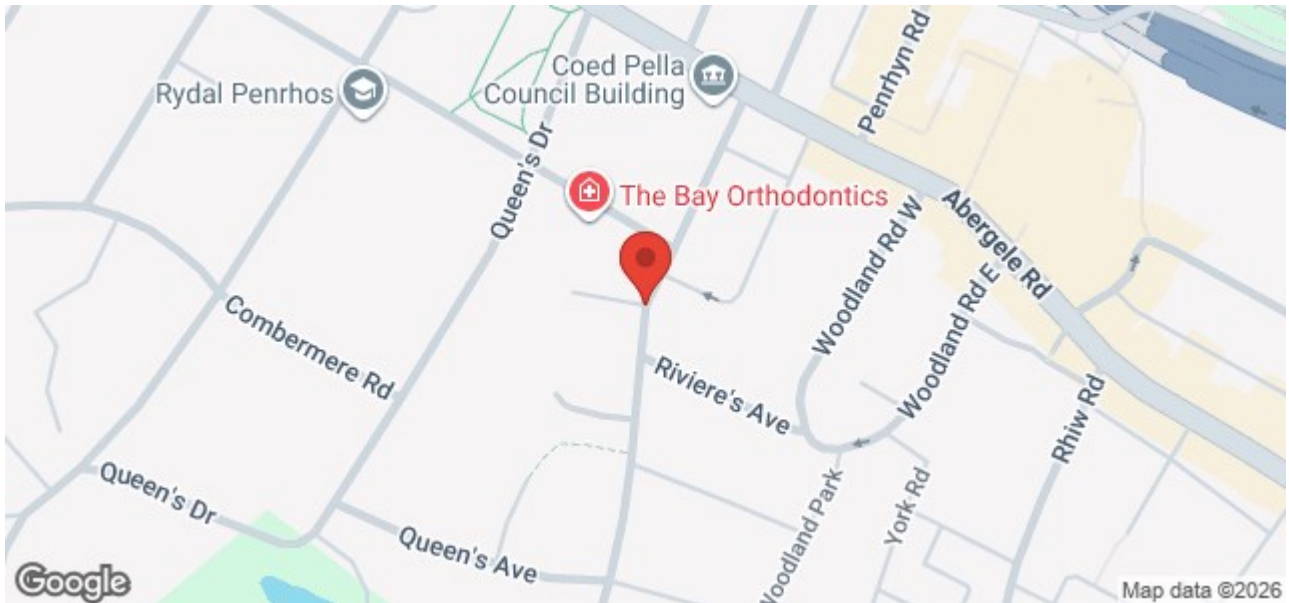 Penrhyn Rd
Coed Pella
Council Building
Rydal Penrhos
Queen's Dr
The Bay Orthodontics
Abergele Rd
Woodland Rd W
Woodland Rd E
Combermere Rd
Riviere's Ave
Rhiw Rd
Queen's Dr
Woodland Park
York Rd
Queen's Ave
Google
Map data ©2026